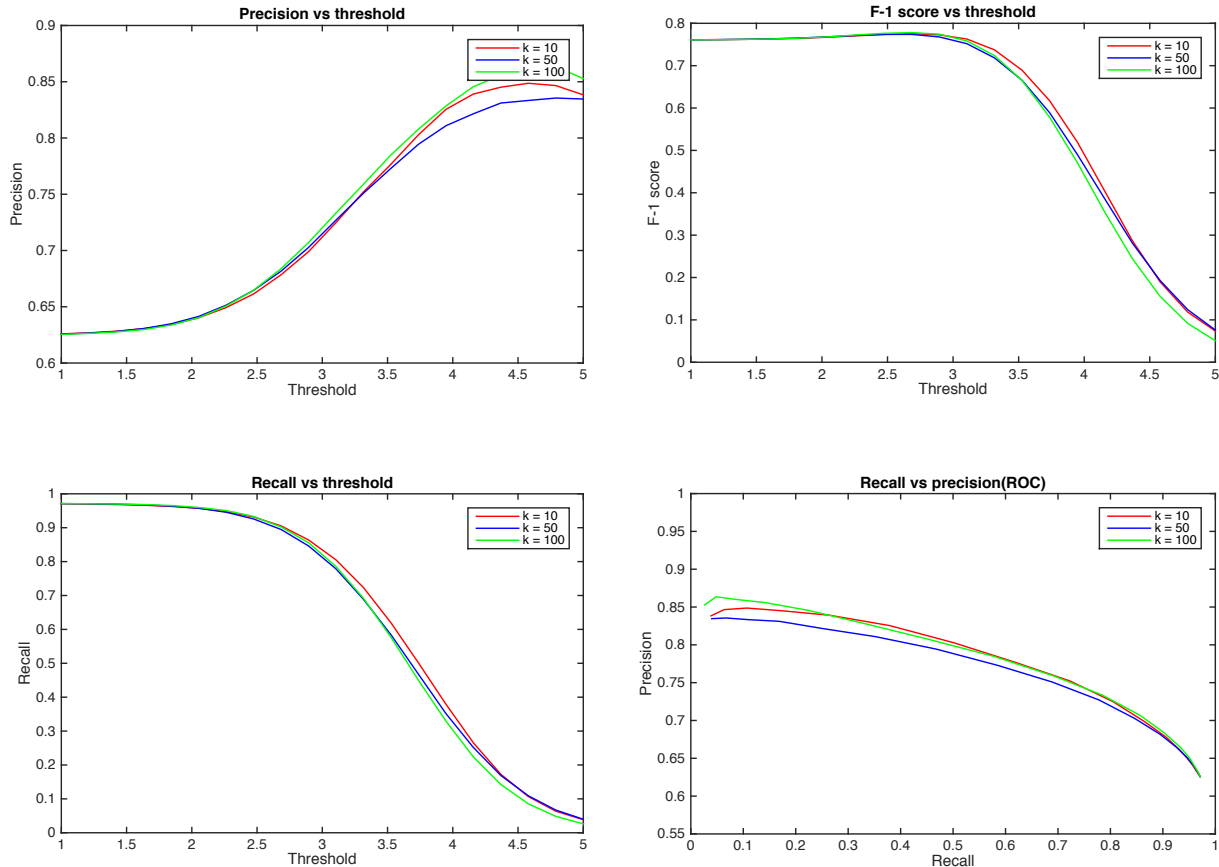 Precision vs threshold
0.9
0.85
0.8
0.75
0.7
0.65
0.6
Precision
k = 10
k = 50
k = 100
1 1.5 2 2.5 3 3.5 4 4.5 5
Threshold
F-1 score vs threshold
0.8
0.7
0.6
0.5
0.4
0.3
0.2
0.1
0
F-1 score
k = 10
k = 50
k = 100
1 1.5 2 2.5 3 3.5 4 4.5 5
Threshold
Recall vs threshold
1
0.9
0.8
0.7
0.6
0.5
0.4
0.3
0.2
0.1
0
Recall
k = 10
k = 50
k = 100
1 1.5 2 2.5 3 3.5 4 4.5 5
Threshold
Recall vs precision(ROC)
1
0.95
0.9
0.85
0.8
0.75
0.7
0.65
0.6
0.55
Precision
k = 10
k = 50
k = 100
0 0.1 0.2 0.3 0.4 0.5 0.6 0.7 0.8 0.9 1
Recall